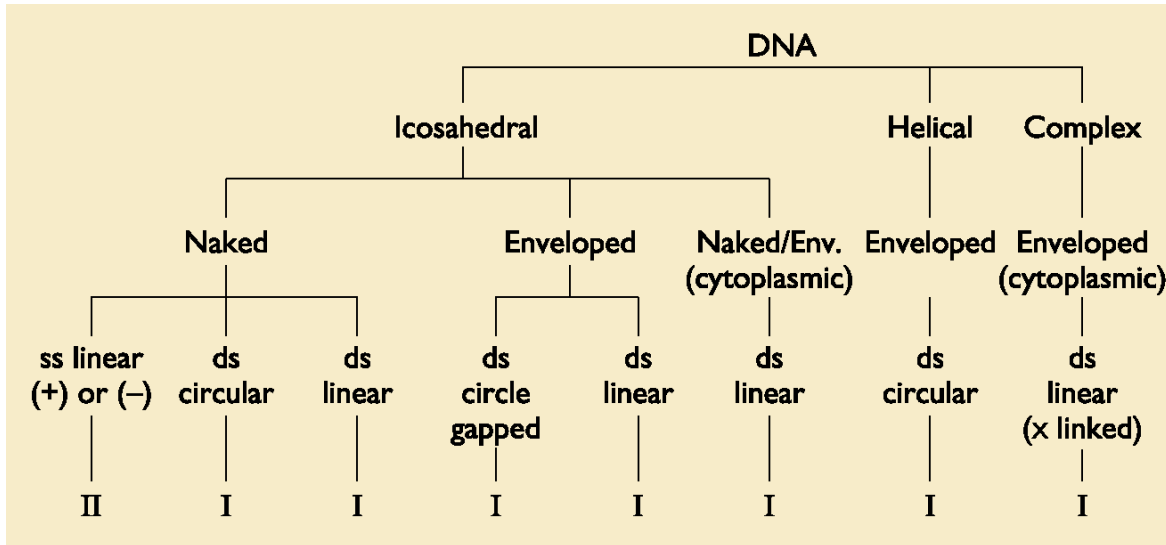 DNA
Icosahedral Helical Complex
Naked Enveloped Naked/Env. Enveloped Enveloped
(cytoplasmic) (cytoplasmic)
ss linear ds ds ds ds ds ds ds
(+) or (–) circular linear circle linear linear circular linear
gapped (x linked)
II I I I I I I I